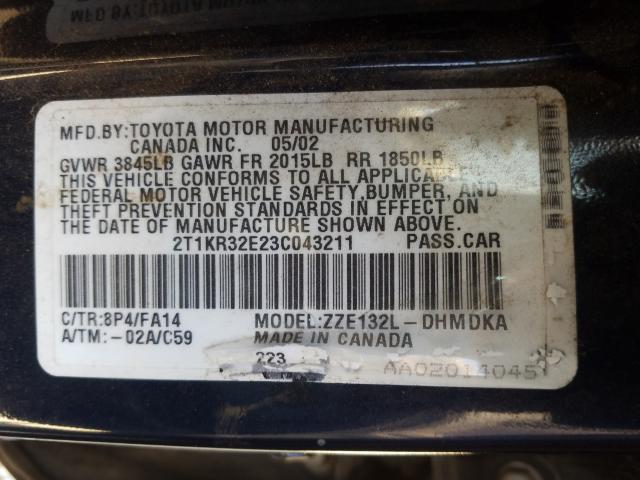 MFD.BY:TOYOTA MOTOR MANUFACTURING
CANADA INC. 05/02
GVWR 3845LB GAWR FR 2015LB RR 1850LB
THIS VEHICLE CONFORMS TO ALL APPLICABLE
FEDERAL MOTOR VEHICLE SAFETY,BUMPER, AND
THEFT PREVENTION STANDARDS IN EFFECT ON
THE DATE OF MANUFACTURE SHOWN ABOVE.
2T1KR32E23C043211 PASS.CAR
C/TR:8P4/FA14 MODEL:ZZE132L-DHMDKA
A/TM:-02A/C59 MADE IN CANADA
223
AA02014045